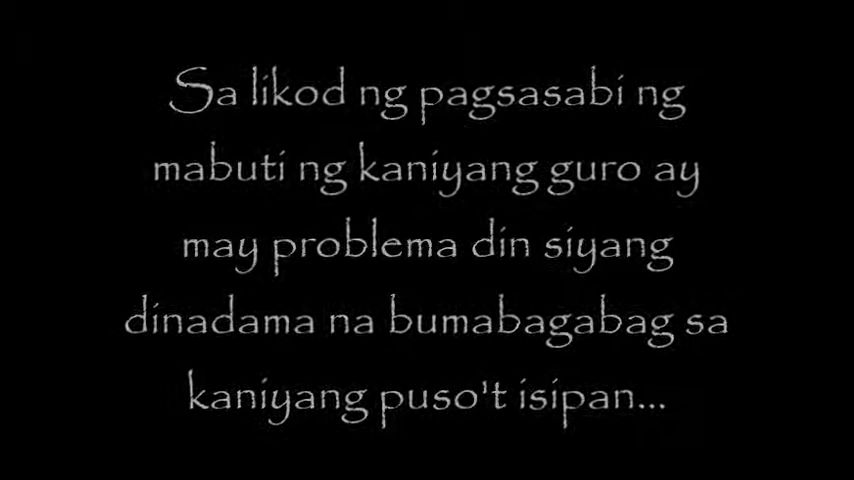 Sa likod ng pagsasabi ng
mabuti ng kaniyang guro ay
may problema din siyang
dinadama na bumabagabag sa
kaniyang puso't isipan...